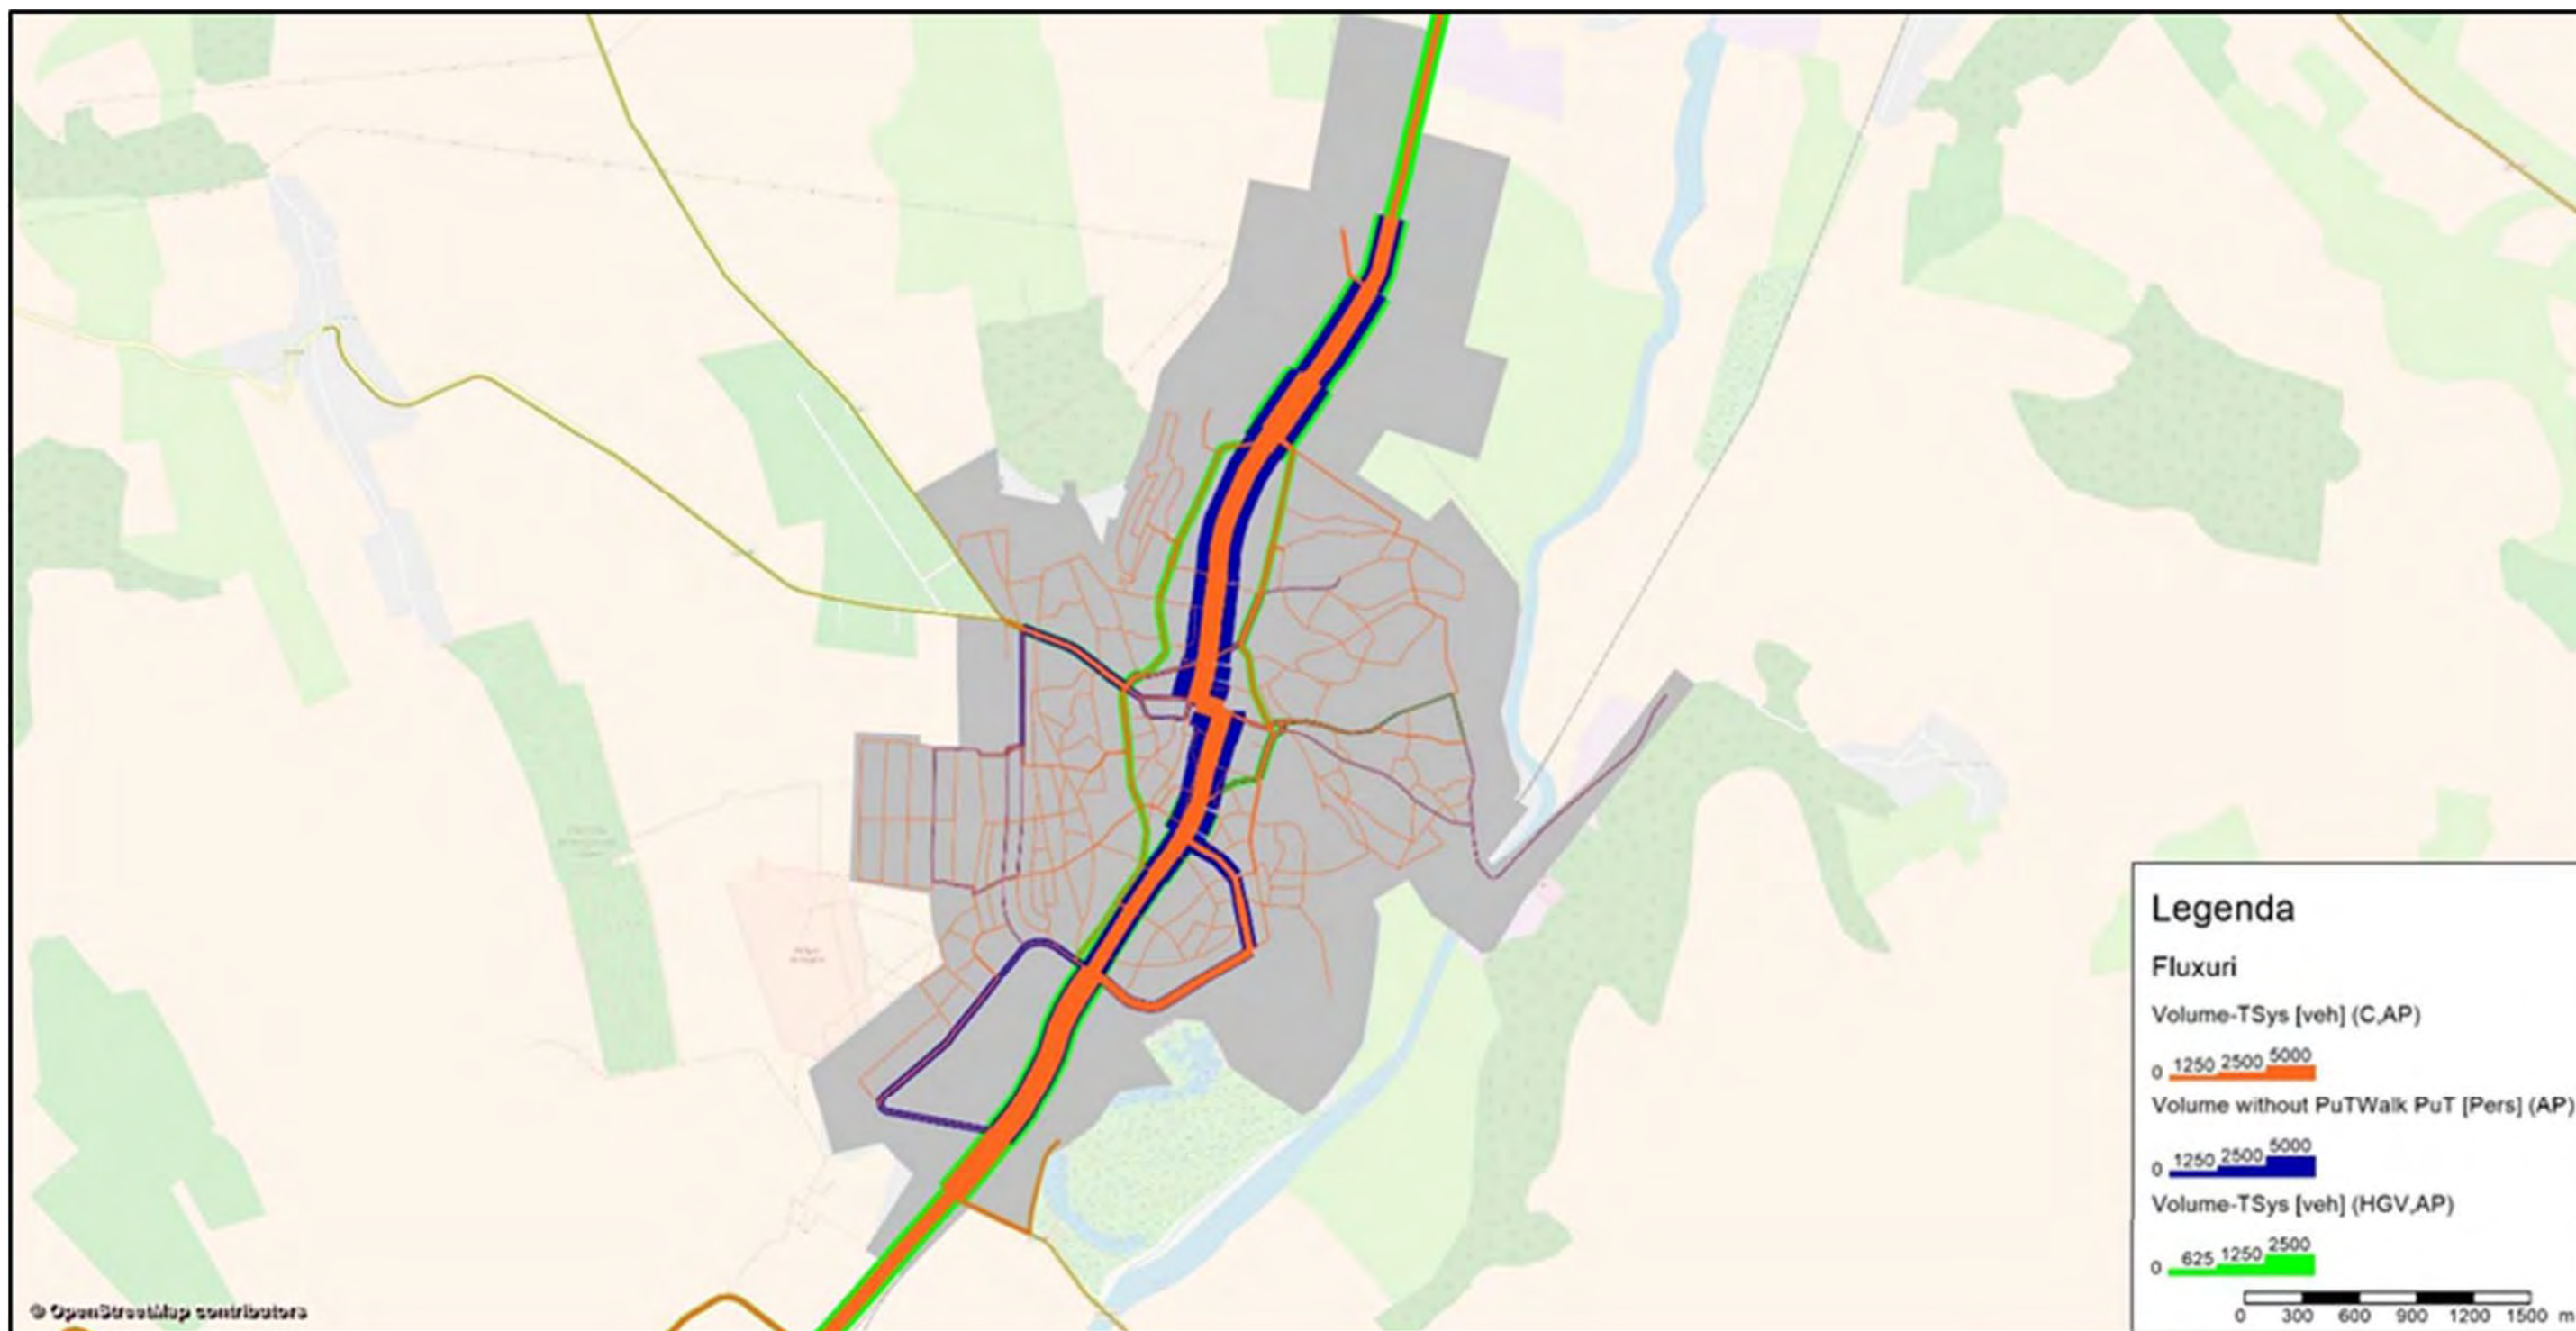 Legenda
Fluxuri
Volume-TSys [veh] (C,AP)
0 1250 2500 5000
Volume without PuTWalk PuT [Pers] (AP)
0 1250 2500 5000
Volume-TSys [veh] (HGV,AP)
0 625 1250 2500
0 300 600 900 1200 1500 m
© OpenStreetMap contributors